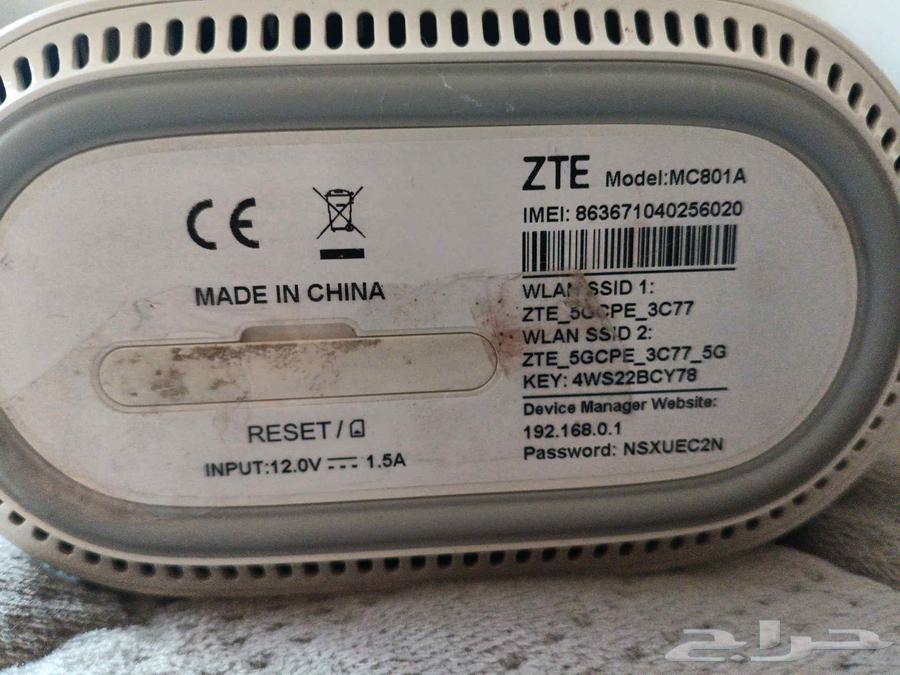 ZTE Model:MC801A
IMEI: 863671040256020
WLAN SSID 1:
ZTE_5GCPE_3C77
WLAN SSID 2:
ZTE_5GCPE_3C77_5G
KEY: 4WS22BCY78
Device Manager Website:
192.168.0.1
Password: NSXUEC2N
CE
MADE IN CHINA
RESET /
INPUT:12.0V 1.5A
حراج